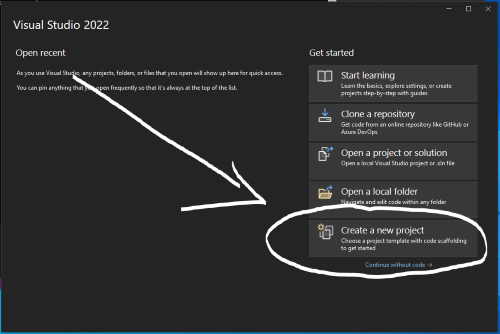 Visual Studio 2022
Open recent
As you use Visual Studio, any projects, folders, or files that you open will show up here for quick access.
You can pin anything that you open frequently so that it's always at the top of the list.
Get started
Start learning
Learn the basics, explore settings, or create
projects step-by-step with guides
Clone a repository
Get code from an online repository like GitHub or
Azure DevOps
Open a project or solution
Open a local Visual Studio project or .sln file
Open a local folder
Navigate and edit code within any folder
Create a new project
Choose a project template with code scaffolding
to get started
Continue without code →